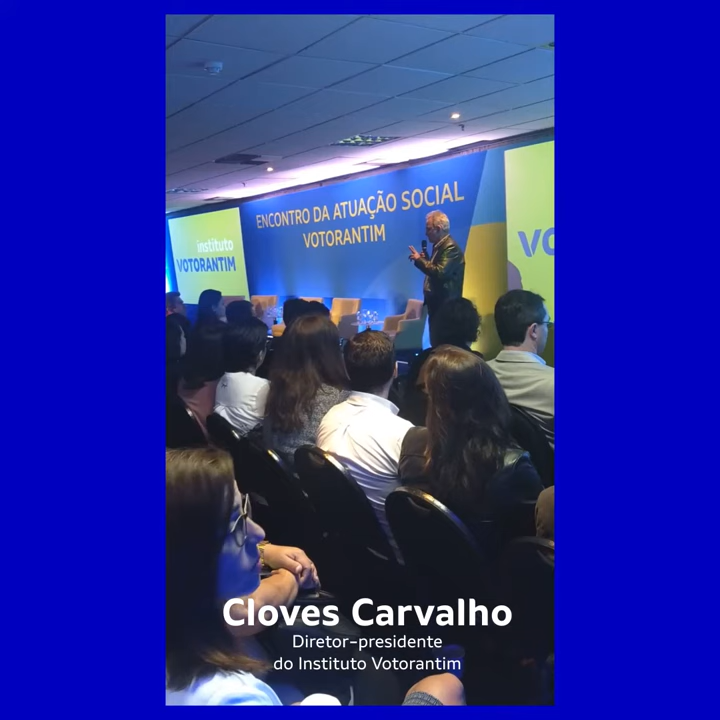 ENCONTRO DA ATUAÇÃO SOCIAL
VOTORANTIM
instituto
VOTORANTIM
VO
Cloves Carvalho
Diretor-presidente
do Instituto Votorantim